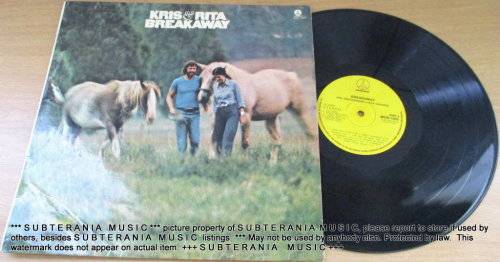 KRIS & RITA
BREAKAWAY
BREAKAWAY
*** S U B T E R A N I A   M U S I C *** picture property of S U B T E R A N I A  M U S I C, please report to store if used by
others, besides S U B T E R A N I A   M U S I C  listings. *** May not be used by anybody else. Protected by law.  This
watermark does not appear on actual item. +++ S U B T E R A N I A   M U S I C  +++